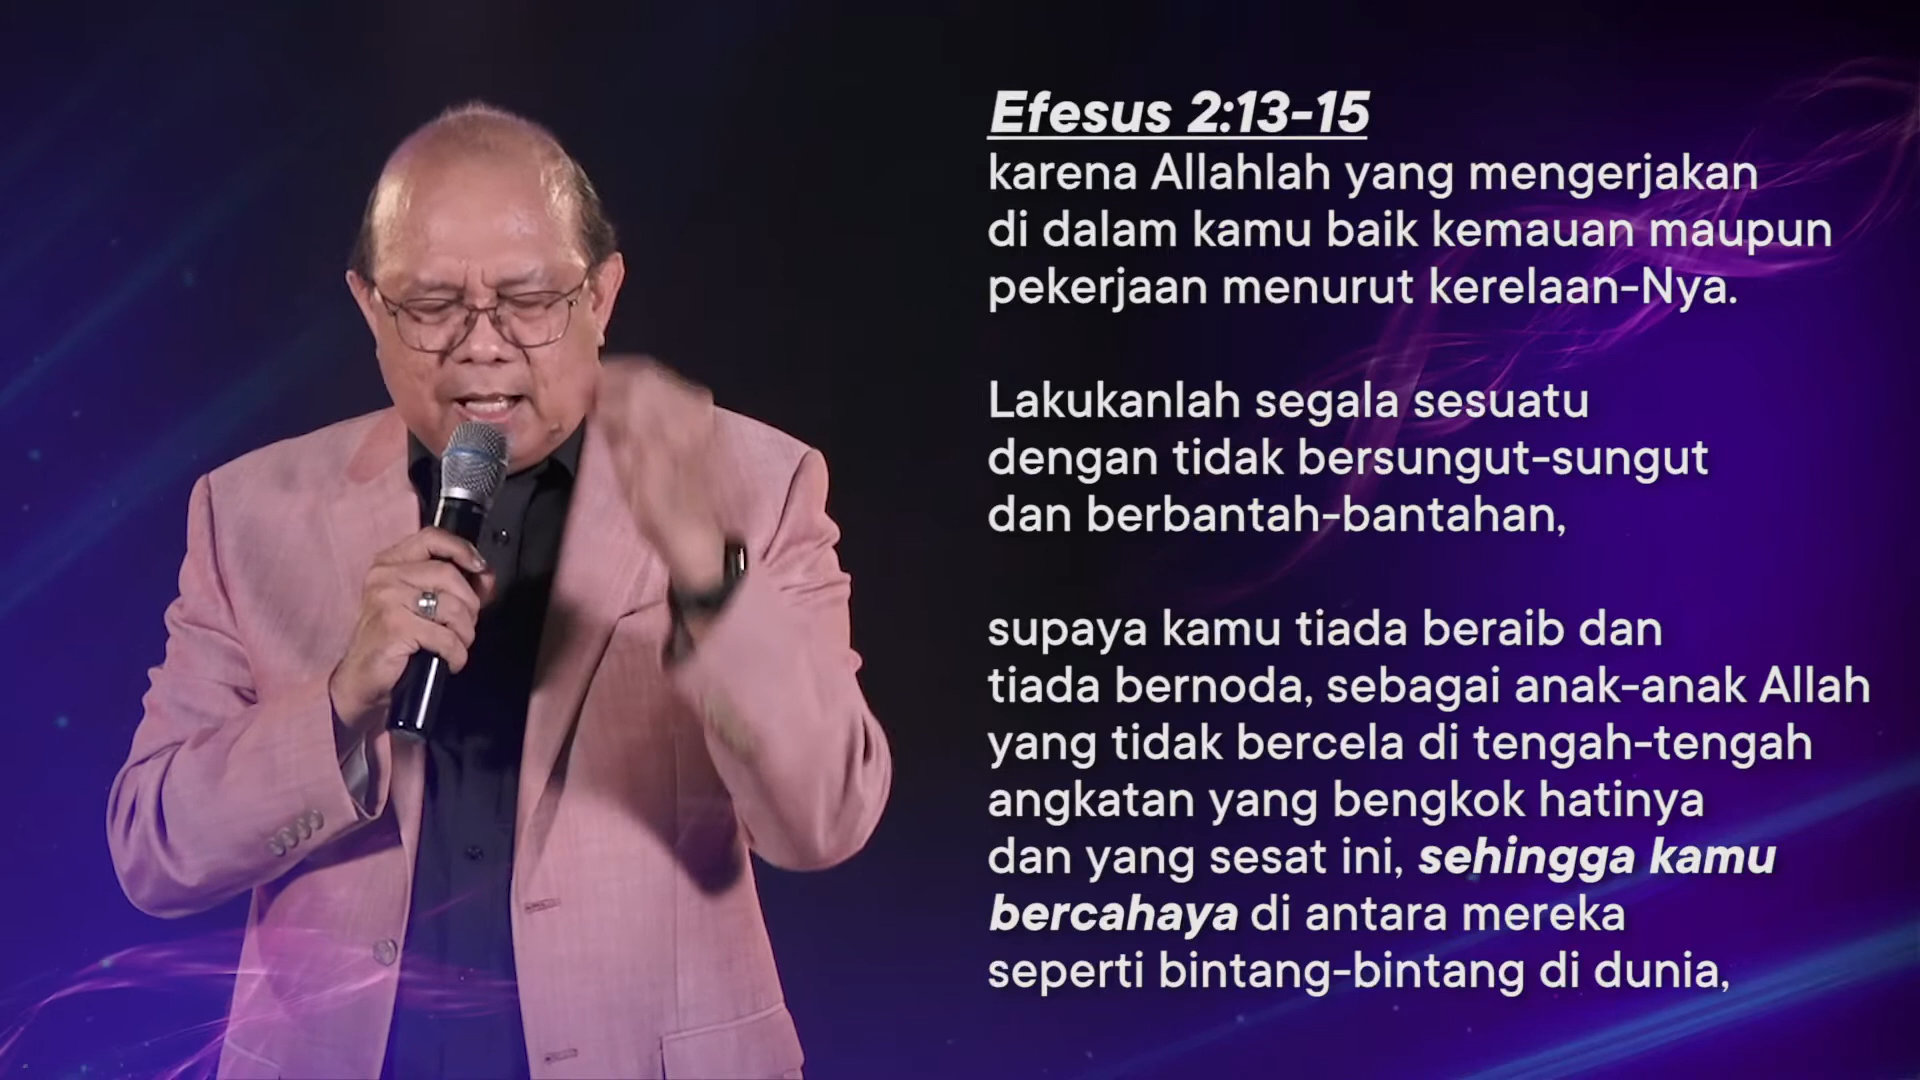 Efesus 2:13-15
karena Allahlah yang mengerjakan
di dalam kamu baik kemauan maupun
pekerjaan menurut kerelaan-Nya.
Lakukanlah segala sesuatu
dengan tidak bersungut-sungut
dan berbantah-bantahan,
supaya kamu tiada beraib dan
tiada bernoda, sebagai anak-anak Allah
yang tidak bercela di tengah-tengah
angkatan yang bengkok hatinya
dan yang sesat ini, sehingga kamu
bercahaya di antara mereka
seperti bintang-bintang di dunia,